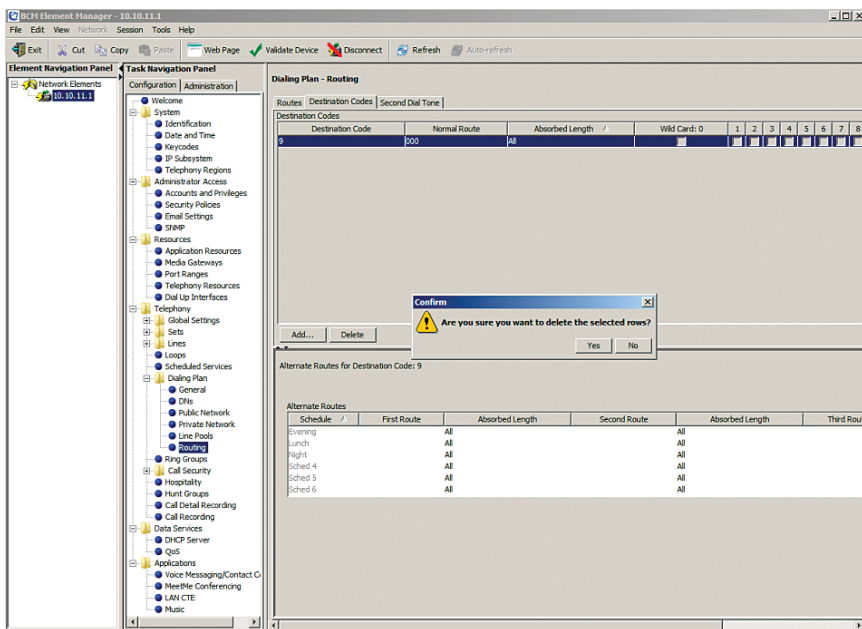 BCM Element Manager - 10.10.11.1
File Edit View Network Session Tools Help
Exit Cut Copy Paste Web Page Validate Device Disconnect Refresh Auto-refresh
Element Navigation Panel
Network Elements
10.10.11.1
Task Navigation Panel
Configuration Administration
Welcome
System
Identification
Date and Time
Keycodes
IP Subsystem
Telephony Regions
Administrator Access
Accounts and Privileges
Security Policies
Email Settings
SNMP
Resources
Application Resources
Media Gateways
Port Ranges
Telephony Resources
Dial Up Interfaces
Telephony
Global Settings
Sets
Lines
Loops
Scheduled Services
Dialing Plan
General
DNs
Public Network
Private Network
Line Pools
Routing
Ring Groups
Call Security
Hospitality
Hunt Groups
Call Detail Recording
Call Recording
Data Services
DHCP Server
QoS
Applications
Voice Messaging/Contact C
MeetMe Conferencing
LAN CTE
Music
Dialing Plan - Routing
Routes Destination Codes Second Dial Tone
Destination Codes
Destination Code Normal Route Absorbed Length Wild Card: 0 1 2 3 4 5 6 7 8
9 000 All
Add... Delete
Confirm
Are you sure you want to delete the selected rows?
Yes No
Alternate Routes for Destination Code: 9
Alternate Routes
Schedule First Route Absorbed Length Second Route Absorbed Length Third Rou
Evening All All
Lunch All All
Night All All
Sched 4 All All
Sched 5 All All
Sched 6 All All